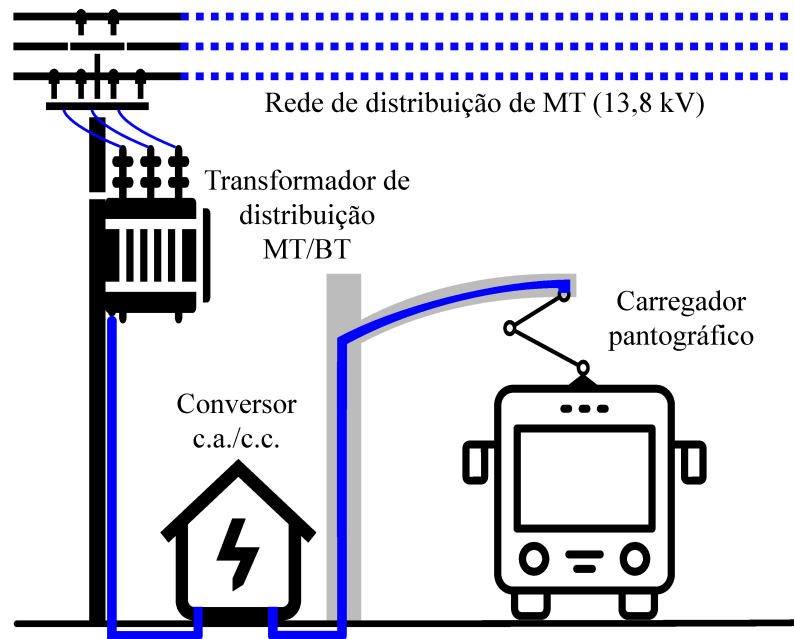 Rede de distribuição de MT (13,8 kV)
Transformador de
distribuição
MT/BT
Carregador
pantográfico
Conversor
c.a./c.c.